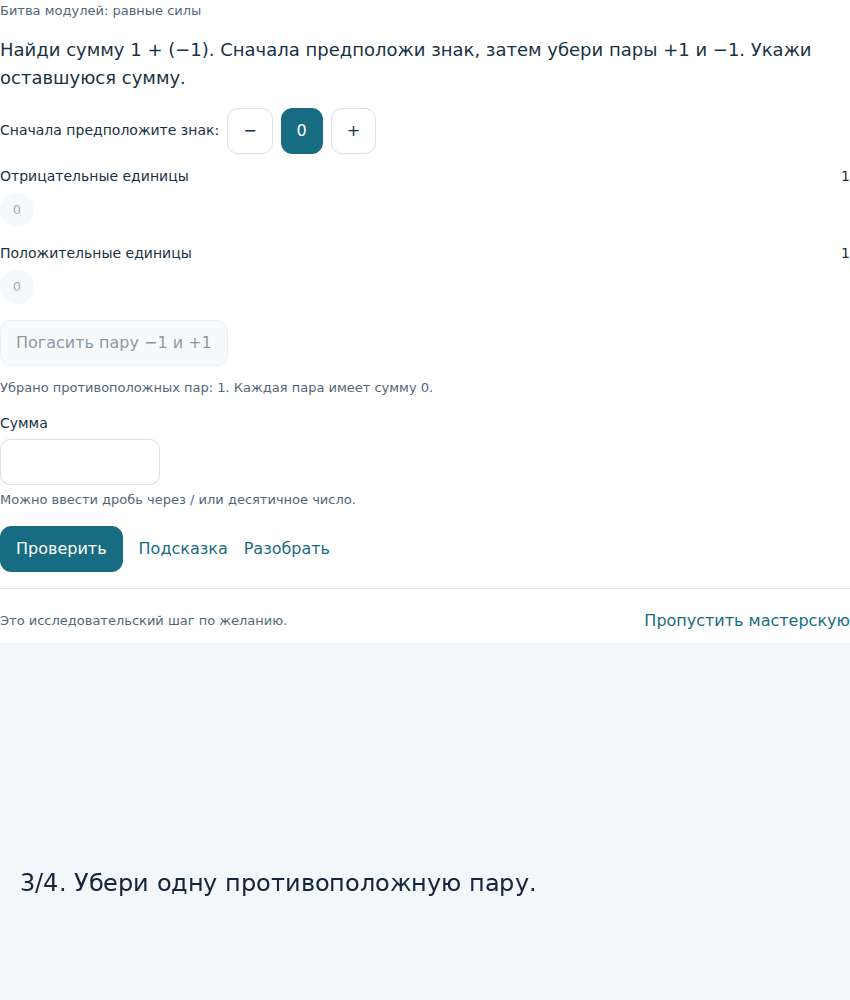 Битва модулей: равные силы
Найди сумму 1 + (−1). Сначала предположи знак, затем убери пары +1 и −1. Укажи
оставшуюся сумму.
Сначала предположите знак: − 0 +
Отрицательные единицы 1
0
Положительные единицы 1
0
Погасить пару −1 и +1
Убрано противоположных пар: 1. Каждая пара имеет сумму 0.
Сумма
Можно ввести дробь через / или десятичное число.
Проверить Подсказка Разобрать
Это исследовательский шаг по желанию. Пропустить мастерскую
3/4. Убери одну противоположную пару.